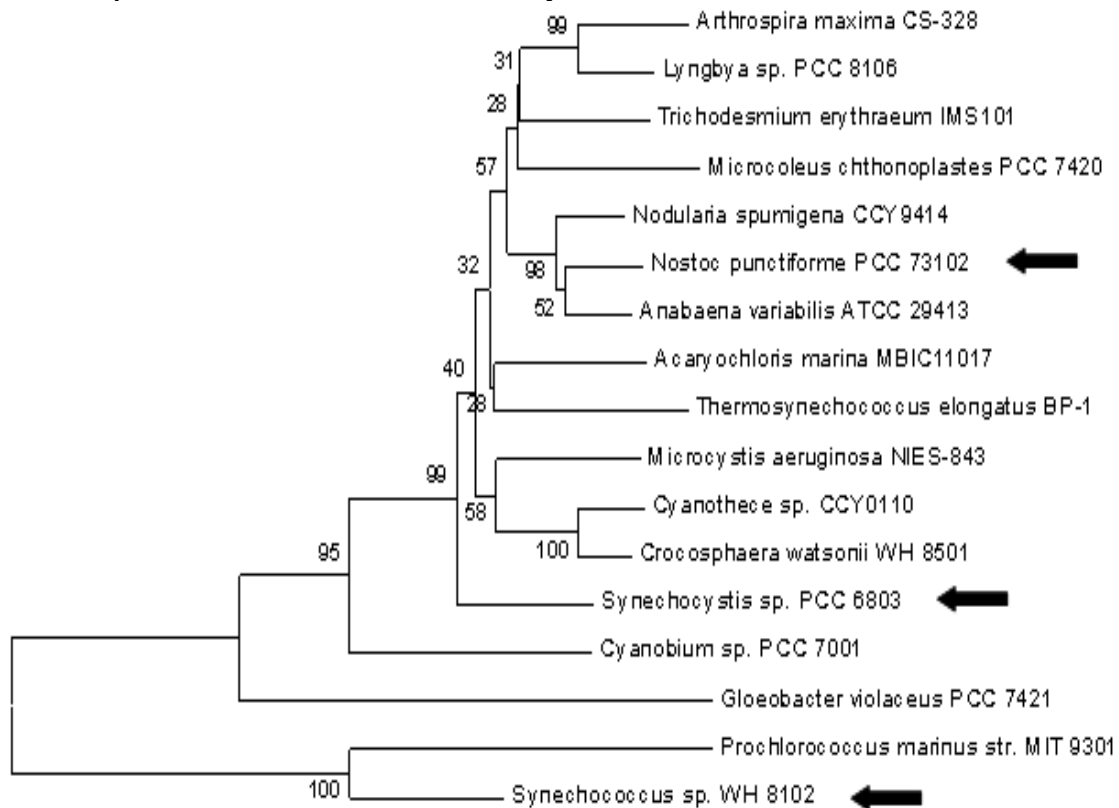 99
Arthrospira maxima CS-328
31
Lyngbya sp. PCC 8106
28
Trichodesmium erythraeum IMS101
57
Microcoleus chthonoplastes PCC 7420
Nodularia spumigena CCY9414
32
98
Nostoc punctiforme PCC 73102
52
Anabaena variabilis ATCC 29413
40
Acaryochloris marina MBIC11017
28
Thermosynechococcus elongatus BP-1
99
Microcystis aeruginosa NIES-843
58
Cyanothece sp. CCY0110
95
100
Crocosphaera watsonii WH 8501
Synechocystis sp. PCC 6803
Cyanobium sp. PCC 7001
Gloeobacter violaceus PCC 7421
Prochlorococcus marinus str. MIT 9301
100
Synechococcus sp. WH 8102